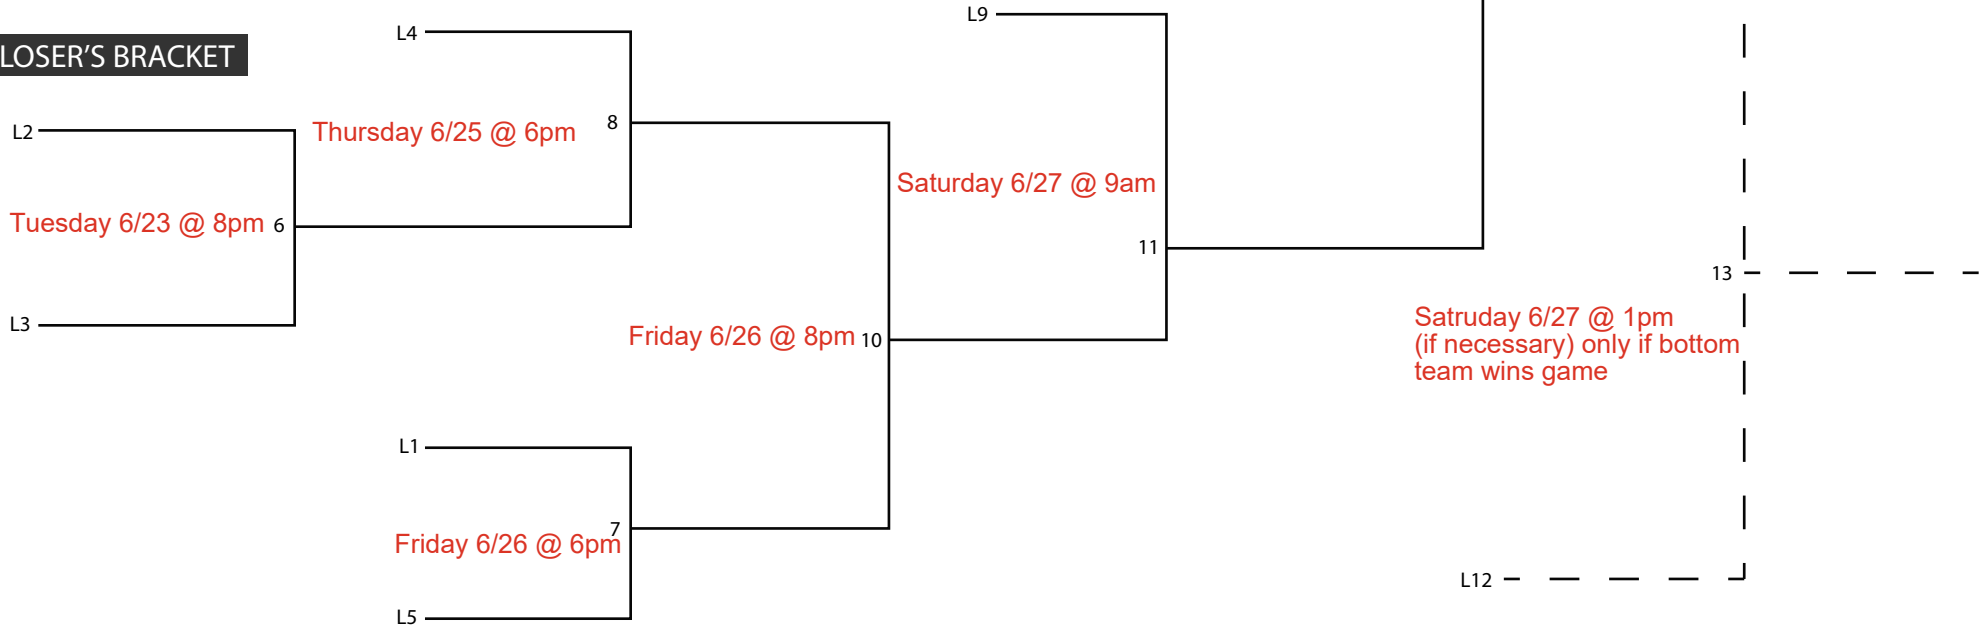 L9
L4
LOSER'S BRACKET
L2
Thursday 6/25 @ 6pm
8
Saturday 6/27 @ 9am
Tuesday 6/23 @ 8pm
6
11
13
L3
Friday 6/26 @ 8pm
10
Satruday 6/27 @ 1pm
(if necessary) only if bottom
team wins game
L1
7
Friday 6/26 @ 6pm
L12
L5